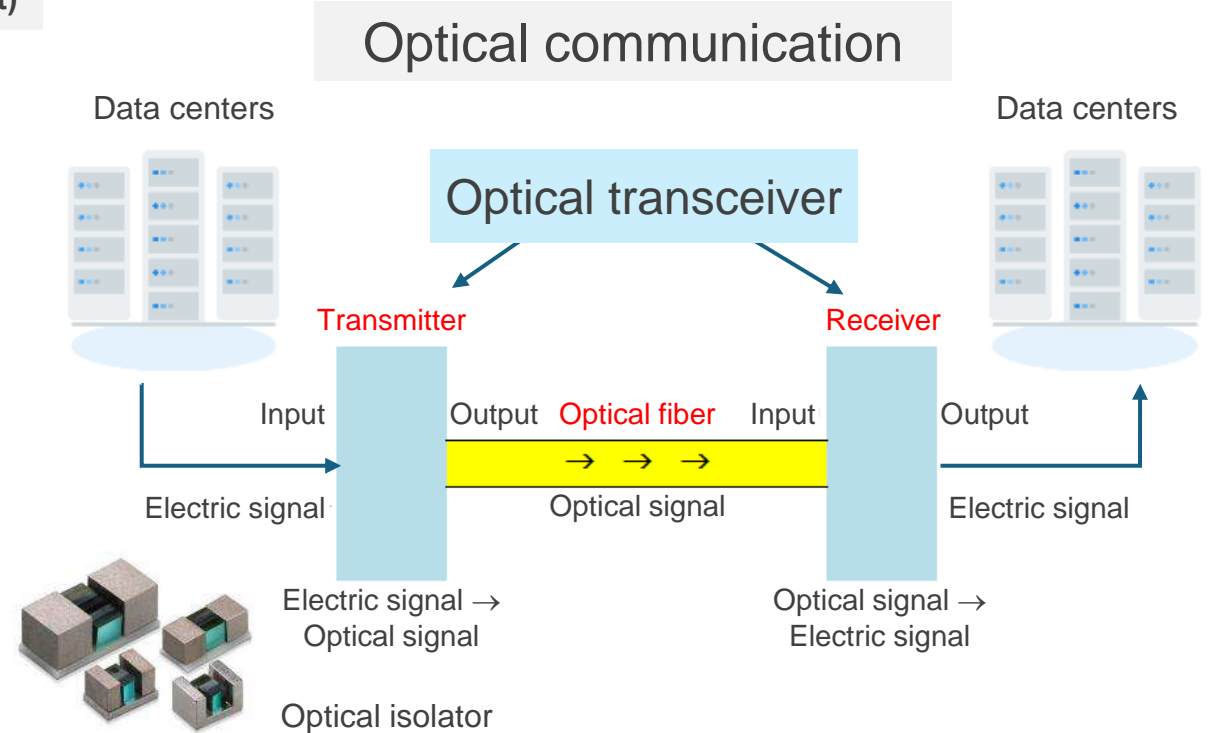 Optical communication
Data centers
Data centers
Optical transceiver
Transmitter
Receiver
Input
Output
Optical fiber
Input
Output
→ → →
Electric signal
Optical signal
Electric signal
Electric signal →
Optical signal
Optical signal →
Electric signal
Optical isolator